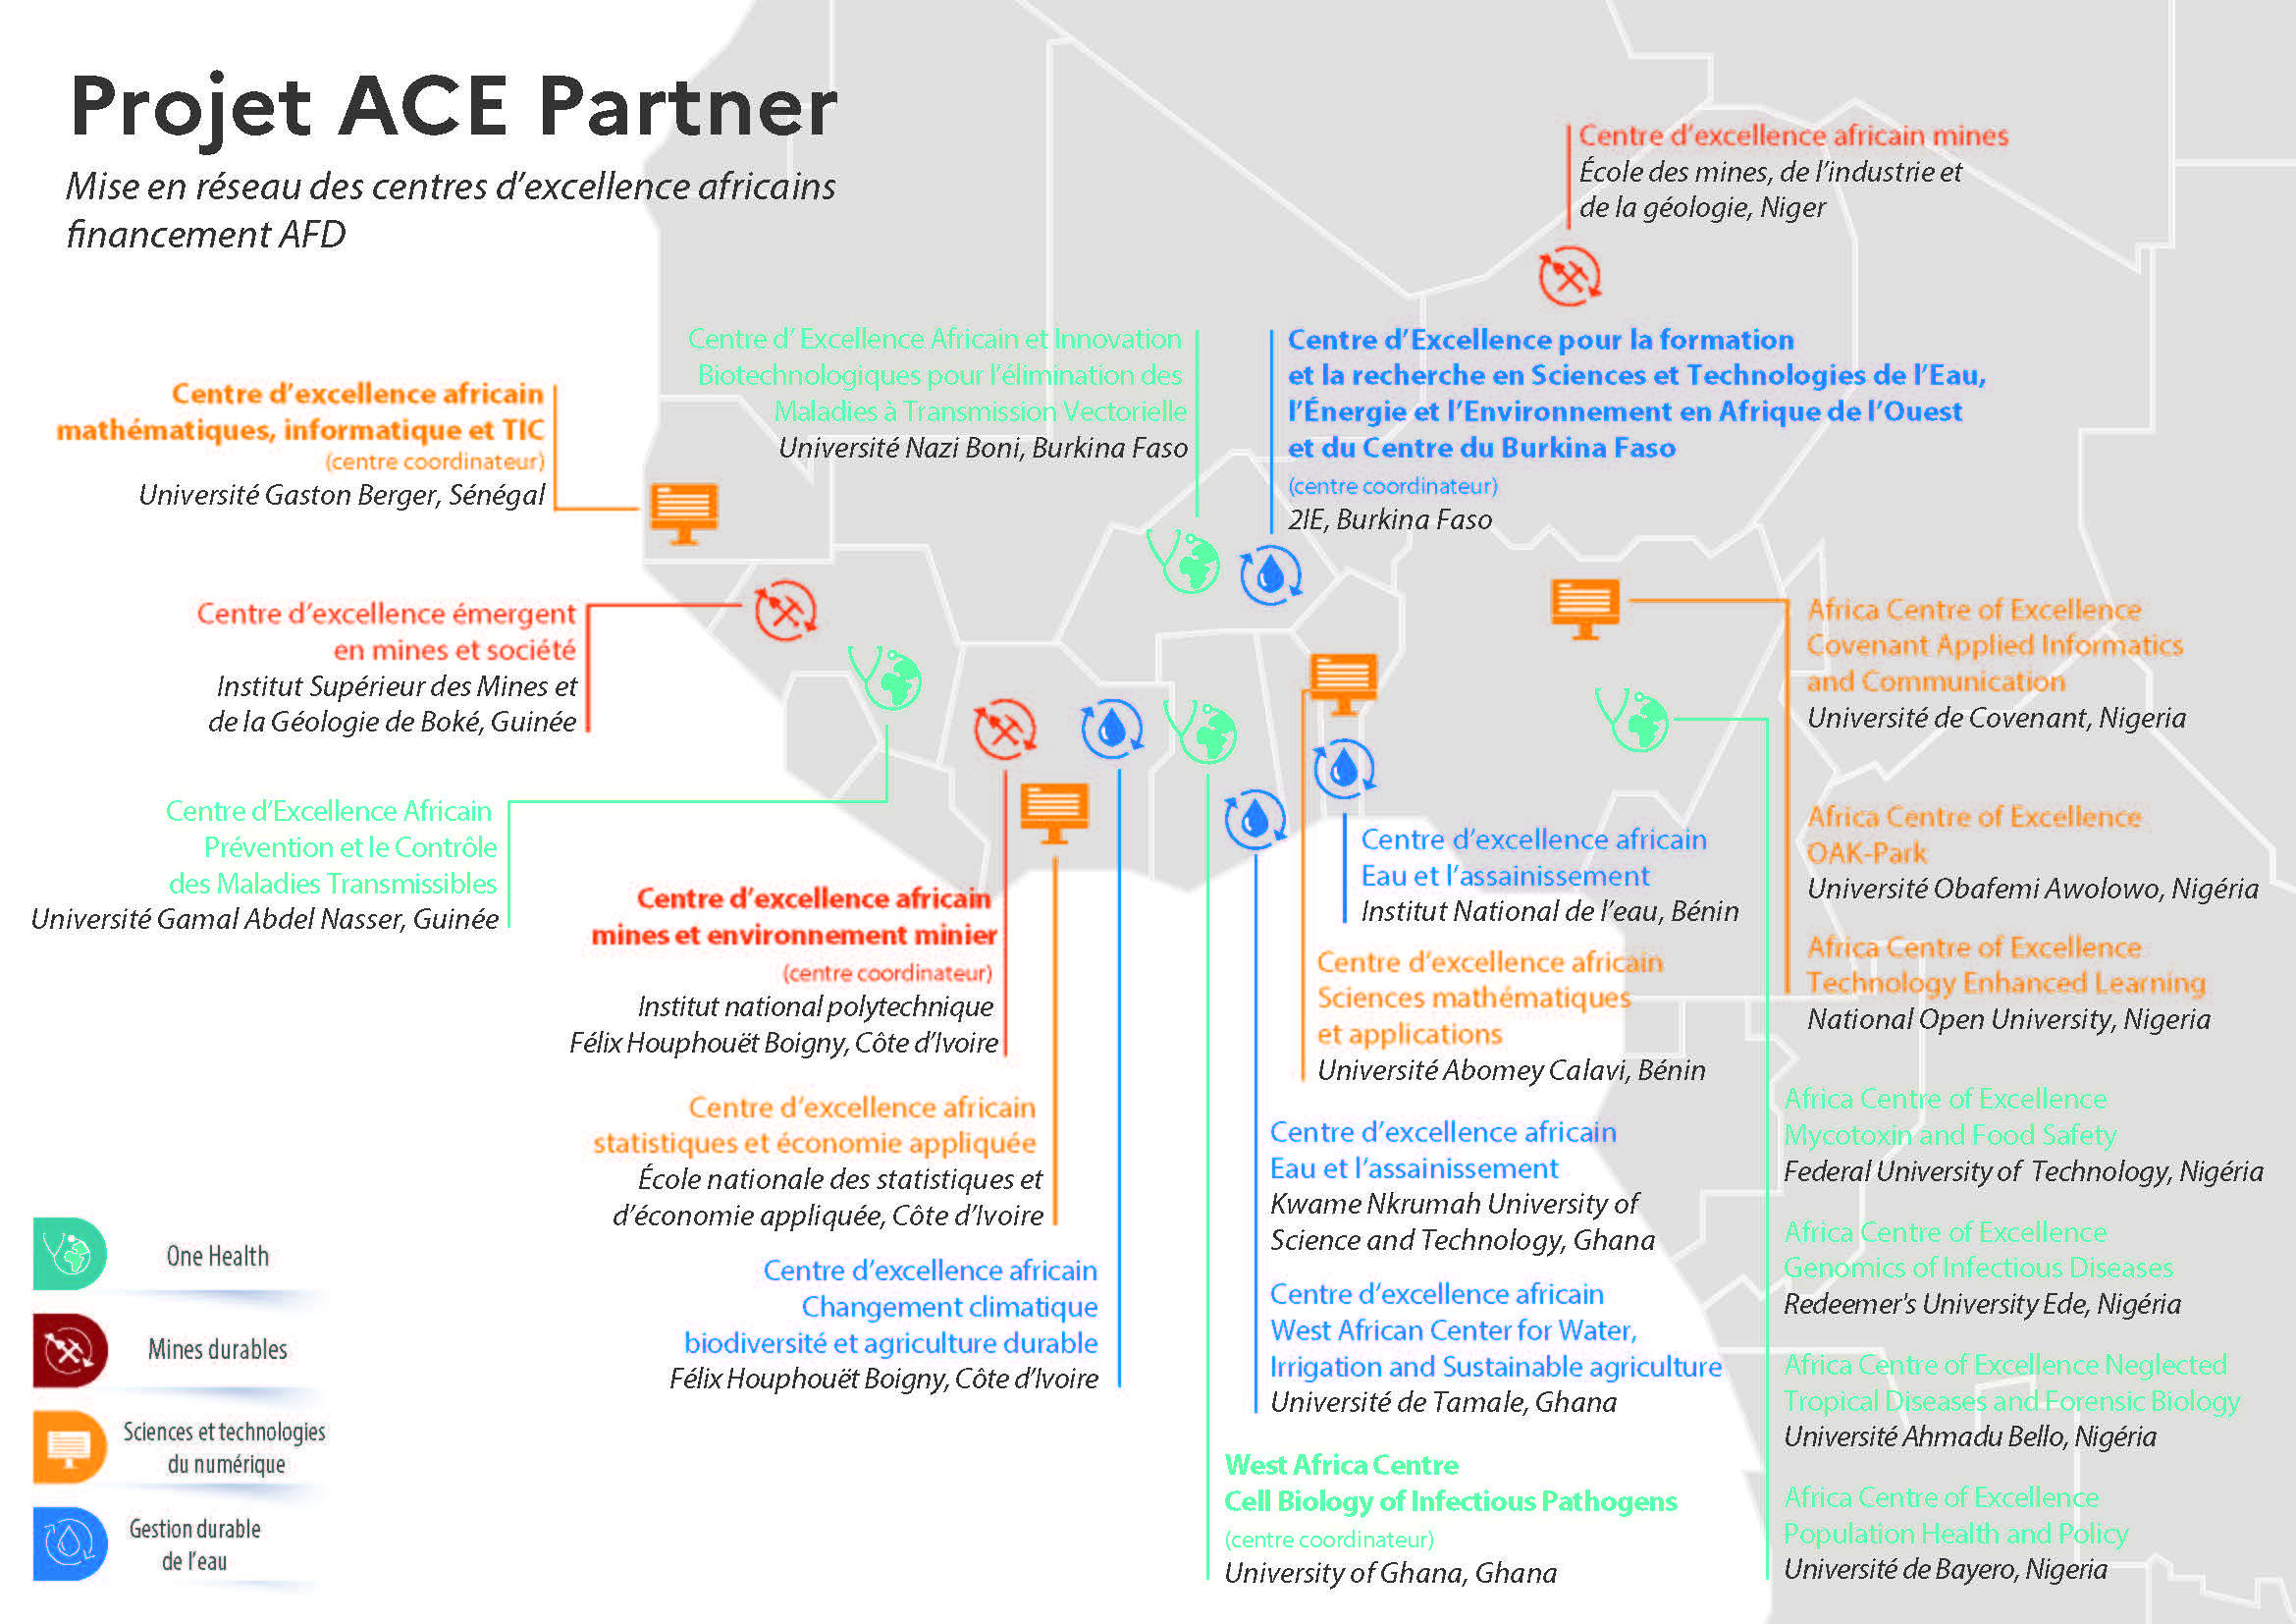 Projet ACE Partner
Mise en réseau des centres d'excellence africains
financement AFD
Centre d'excellence africain mines
École des mines, de l'industrie et
de la géologie, Niger
Centre d' Excellence Africain et Innovation
Biotechnologiques pour l'élimination des
Maladies à Transmission Vectorielle
Université Nazi Boni, Burkina Faso
Centre d'Excellence pour la formation
et la recherche en Sciences et Technologies de l'Eau,
l'Énergie et l'Environnement en Afrique de l'Ouest
et du Centre du Burkina Faso
(centre coordinateur)
2IE, Burkina Faso
Centre d'excellence africain
mathématiques, informatique et TIC
(centre coordinateur)
Université Gaston Berger, Sénégal
Centre d'excellence émergent
en mines et société
Institut Supérieur des Mines et
de la Géologie de Boké, Guinée
Centre d'Excellence Africain
Prévention et le Contrôle
des Maladies Transmissibles
Université Gamal Abdel Nasser, Guinée
Centre d'excellence africain
mines et environnement minier
(centre coordinateur)
Institut national polytechnique
Félix Houphouët Boigny, Côte d'Ivoire
Centre d'excellence africain
statistiques et économie appliquée
École nationale des statistiques et
d'économie appliquée, Côte d'Ivoire
Centre d'excellence africain
Changement climatique
biodiversité et agriculture durable
Félix Houphouët Boigny, Côte d'Ivoire
Centre d'excellence africain
Eau et l'assainissement
Institut National de l'eau, Bénin
Centre d'excellence africain
Sciences mathématiques
et applications
Université Abomey Calavi, Bénin
Centre d'excellence africain
Eau et l'assainissement
Kwame Nkrumah University of
Science and Technology, Ghana
Centre d'excellence africain
West African Center for Water,
Irrigation and Sustainable agriculture
Université de Tamale, Ghana
West Africa Centre
Cell Biology of Infectious Pathogens
(centre coordinateur)
University of Ghana, Ghana
Africa Centre of Excellence
Covenant Applied Informatics
and Communication
Université de Covenant, Nigeria
Africa Centre of Excellence
OAK-Park
Université Obafemi Awolowo, Nigéria
Africa Centre of Excellence
Technology Enhanced Learning
National Open University, Nigeria
Africa Centre of Excellence
Mycotoxin and Food Safety
Federal University of Technology, Nigéria
Africa Centre of Excellence
Genomics of Infectious Diseases
Redeemer's University Ede, Nigéria
Africa Centre of Excellence Neglected
Tropical Diseases and Forensic Biology
Université Ahmadu Bello, Nigéria
Africa Centre of Excellence
Population Health and Policy
Université de Bayero, Nigeria
One Health
Mines durables
Sciences et technologies
du numérique
Gestion durable
de l'eau